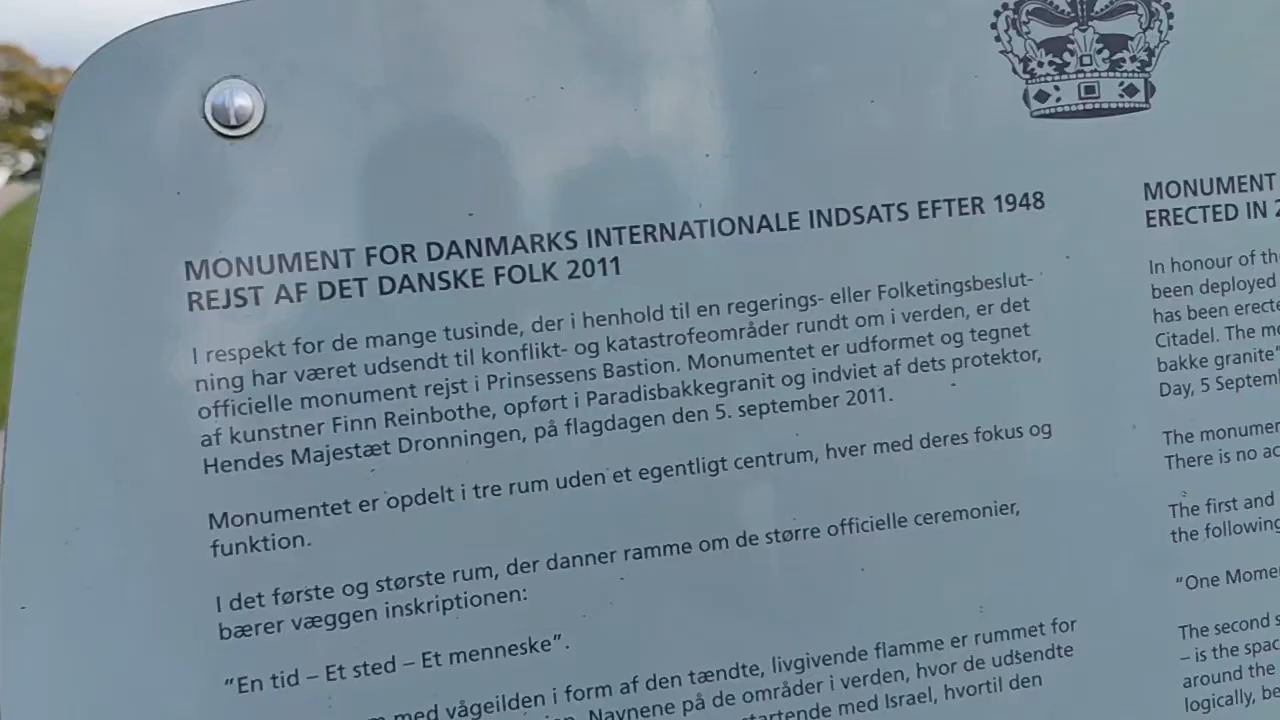 MONUMENT FOR DANMARKS INTERNATIONALE INDSATS EFTER 1948
REJST AF DET DANSKE FOLK 2011
I respekt for de mange tusinde, der i henhold til en regerings- eller Folketingsbeslut-
ning har været udsendt til konflikt- og katastrofeområder rundt om i verden, er det
officielle monument rejst i Prinsessens Bastion. Monumentet er udformet og tegnet
af kunstner Finn Reinbothe, opført i Paradisbakkegranit og indviet af dets protektor,
Hendes Majestæt Dronningen, på flagdagen den 5. september 2011.
Monumentet er opdelt i tre rum uden et egentligt centrum, hver med deres fokus og
funktion.
I det første og største rum, der danner ramme om de større officielle ceremonier,
bærer væggen inskriptionen:
"En tid – Et sted – Et menneske".
med vågeilden i form af den tændte, livgivende flamme er rummet for
Navnene på de områder i verden, hvor de udsendte
startende med Israel, hvortil den
MONUMENT
ERECTED IN
In honour of
been deployed
has been
Citadel. The
bakke granite"
Day, 5
The
There is no
The first and
the following
"One
The second
– is the
around the
logically,